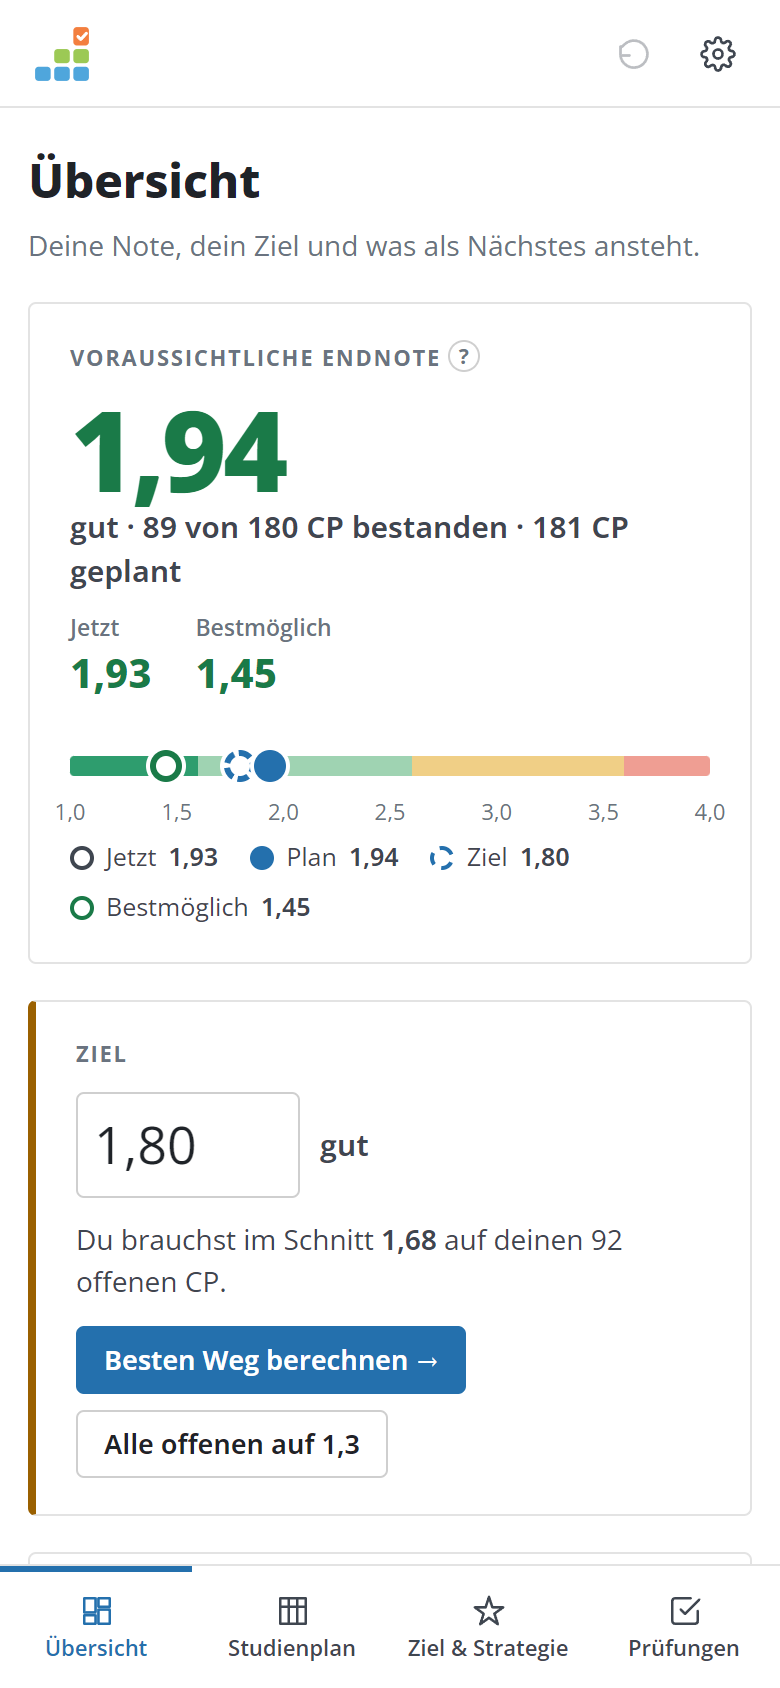 Übersicht
Deine Note, dein Ziel und was als Nächstes ansteht.
VORAUSSICHTLICHE ENDNOTE ?
1,94
gut · 89 von 180 CP bestanden · 181 CP
geplant
Jetzt Bestmöglich
1,93 1,45
1,0 1,5 2,0 2,5 3,0 3,5 4,0
Jetzt 1,93 Plan 1,94 Ziel 1,80
Bestmöglich 1,45
ZIEL
1,80 gut
Du brauchst im Schnitt 1,68 auf deinen 92
offenen CP.
Besten Weg berechnen →
Alle offenen auf 1,3
Übersicht Studienplan Ziel & Strategie Prüfungen